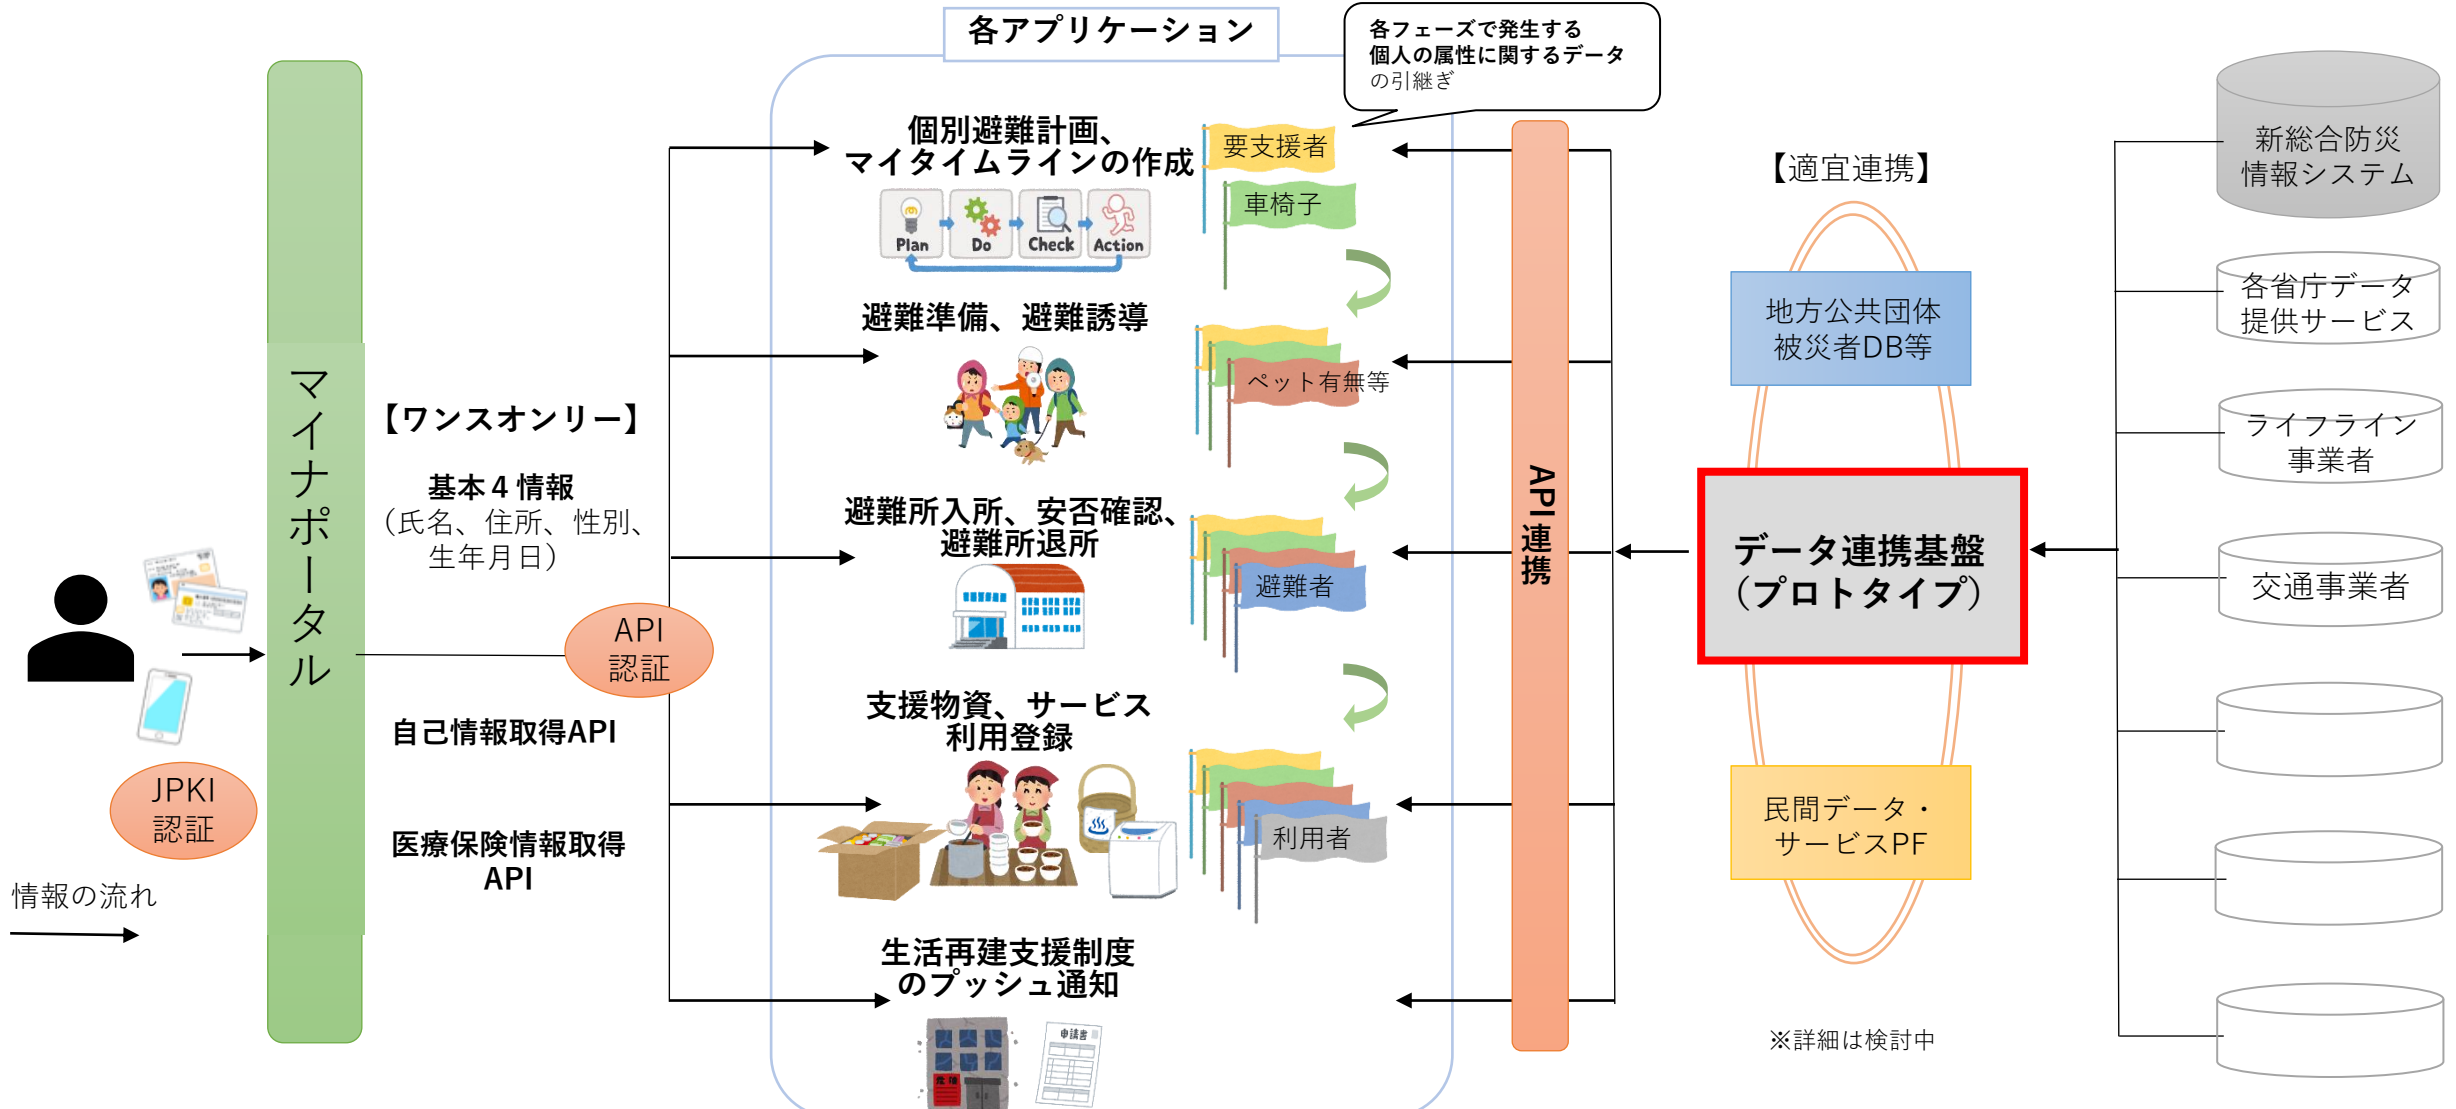 各アプリケーション
各フェーズで発生する
個人の属性に関するデータ
の引継ぎ
マイナポータル
JPKI
認証
情報の流れ
【ワンスオンリー】
基本４情報
（氏名、住所、性別、
生年月日）
API
認証
自己情報取得API
医療保険情報取得
API
個別避難計画、
マイタイムラインの作成
Plan
Do
Check
Action
要支援者
車椅子
避難準備、避難誘導
ペット有無等
避難所入所、安否確認、
避難所退所
避難者
支援物資、サービス
利用登録
利用者
生活再建支援制度
のプッシュ通知
危険
申請書
API連携
【適宜連携】
地方公共団体
被災者DB等
データ連携基盤
（プロトタイプ）
民間データ・
サービスPF
※詳細は検討中
新総合防災
情報システム
各省庁データ
提供サービス
ライフライン
事業者
交通事業者